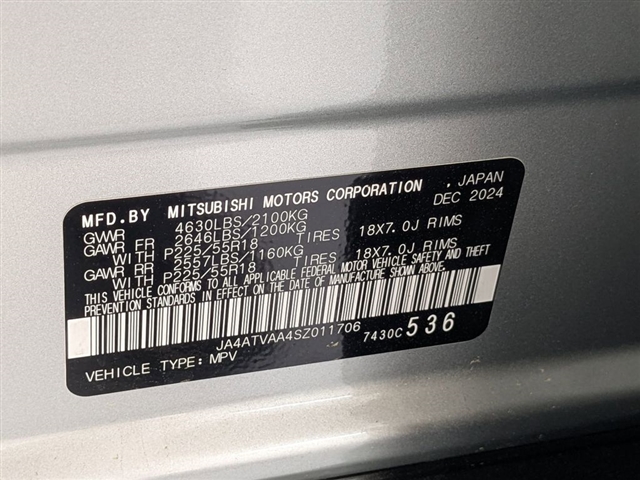 MFD.BY MITSUBISHI MOTORS CORPORATION , JAPAN
GVWR 4630LBS/2100KG DEC 2024
GAWR FR 2646LBS/1200KG
WITH P225/55R18 TIRES 18X7.0J RIMS
GAWR RR 2557LBS/1160KG
WITH P225/55R18 TIRES 18X7.0J RIMS
THIS VEHICLE CONFORMS TO ALL APPLICABLE FEDERAL MOTOR VEHICLE SAFETY AND THEFT
PREVENTION STANDARDS IN EFFECT ON THE DATE OF MANUFACTURE SHOWN ABOVE.
JA4ATVAA4SZ011706 7430C 536
VEHICLE TYPE: MPV